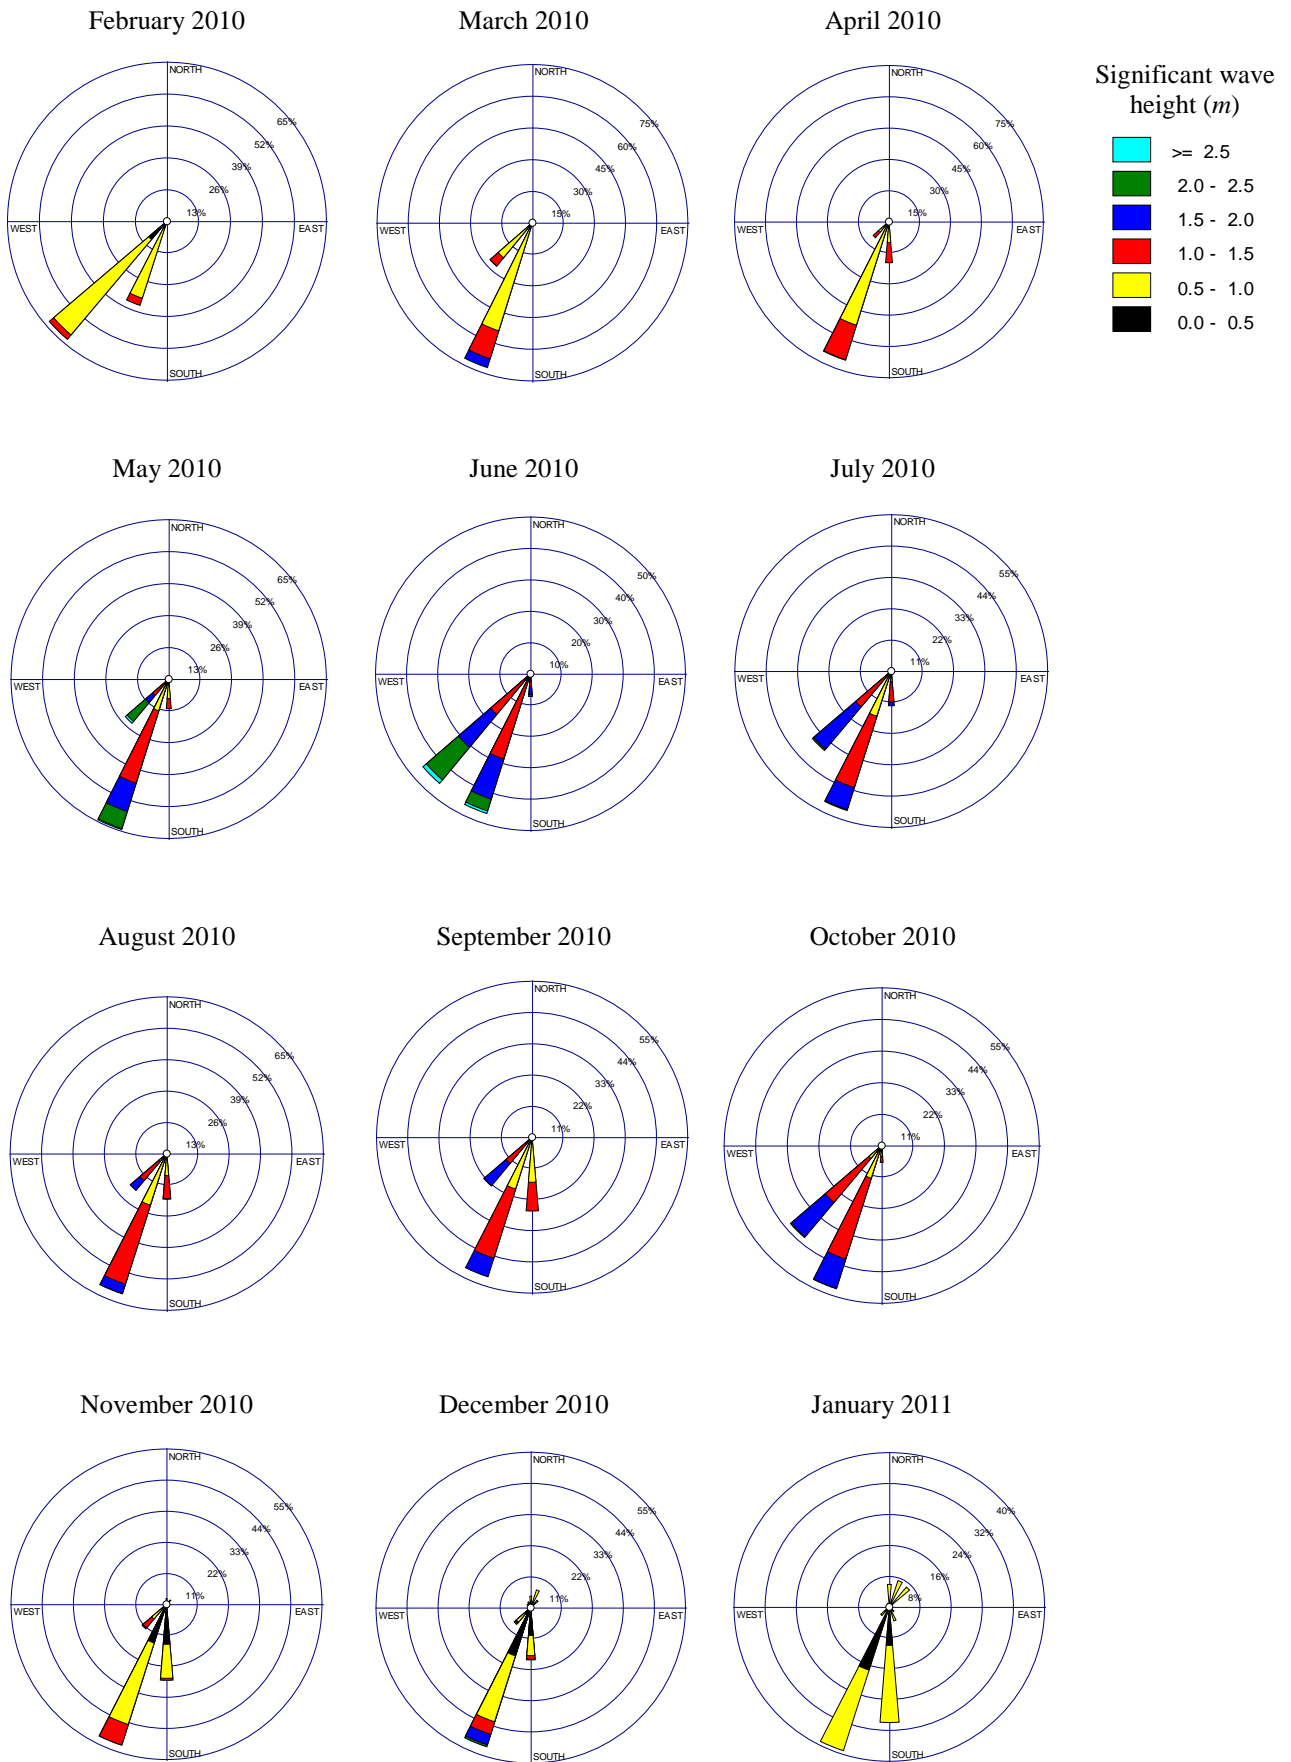 February 2010
March 2010
April 2010
Significant wave
height (m)
>= 2.5
2.0 - 2.5
1.5 - 2.0
1.0 - 1.5
0.5 - 1.0
0.0 - 0.5
NORTH
65%
52%
39%
26%
13%
WEST
EAST
SOUTH
NORTH
75%
60%
45%
30%
15%
WEST
EAST
SOUTH
NORTH
75%
60%
45%
30%
15%
WEST
EAST
SOUTH
May 2010
June 2010
July 2010
NORTH
65%
52%
39%
26%
13%
WEST
EAST
SOUTH
NORTH
50%
40%
30%
20%
10%
WEST
EAST
SOUTH
NORTH
55%
44%
33%
22%
11%
WEST
EAST
SOUTH
August 2010
September 2010
October 2010
NORTH
65%
52%
39%
26%
13%
WEST
EAST
SOUTH
NORTH
55%
44%
33%
22%
11%
WEST
EAST
SOUTH
NORTH
55%
44%
33%
22%
11%
WEST
EAST
SOUTH
November 2010
December 2010
January 2011
NORTH
55%
44%
33%
22%
11%
WEST
EAST
SOUTH
NORTH
55%
44%
33%
22%
11%
WEST
EAST
SOUTH
NORTH
40%
32%
24%
16%
8%
WEST
EAST
SOUTH